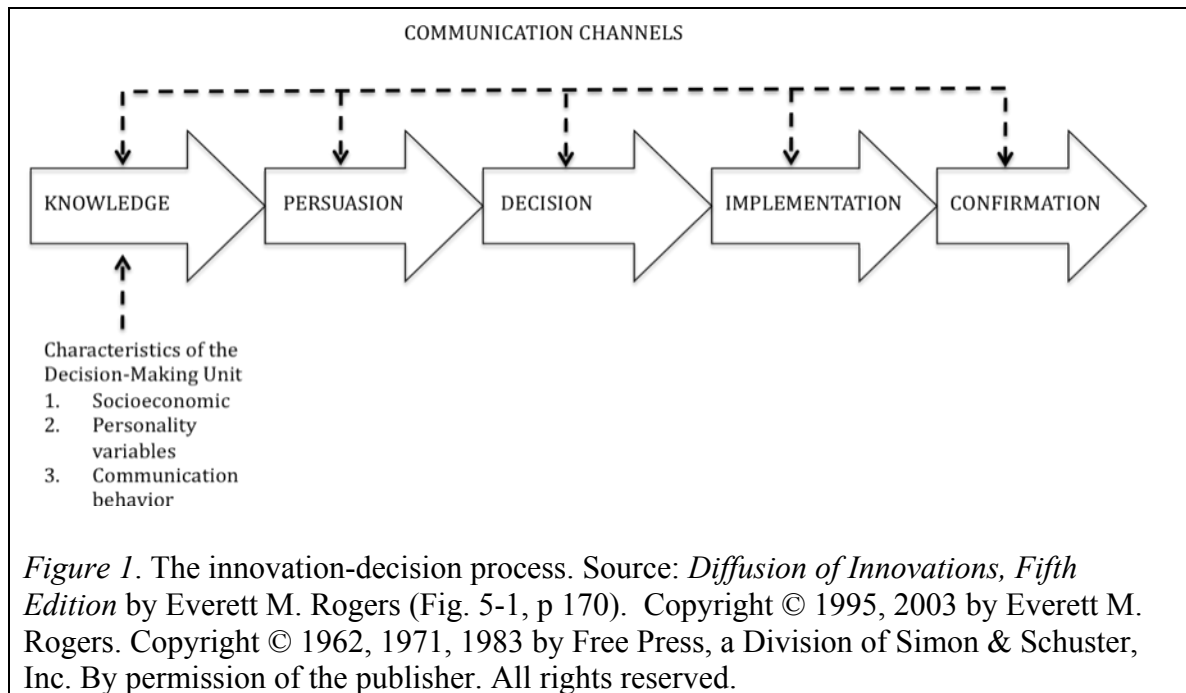 COMMUNICATION CHANNELS
KNOWLEDGE
PERSUASION
DECISION
IMPLEMENTATION
CONFIRMATION
Characteristics of the
Decision-Making Unit
1. Socioeconomic
2. Personality
variables
3. Communication
behavior
Figure 1. The innovation-decision process. Source: Diffusion of Innovations, Fifth
Edition by Everett M. Rogers (Fig. 5-1, p 170). Copyright © 1995, 2003 by Everett M.
Rogers. Copyright © 1962, 1971, 1983 by Free Press, a Division of Simon & Schuster,
Inc. By permission of the publisher. All rights reserved.